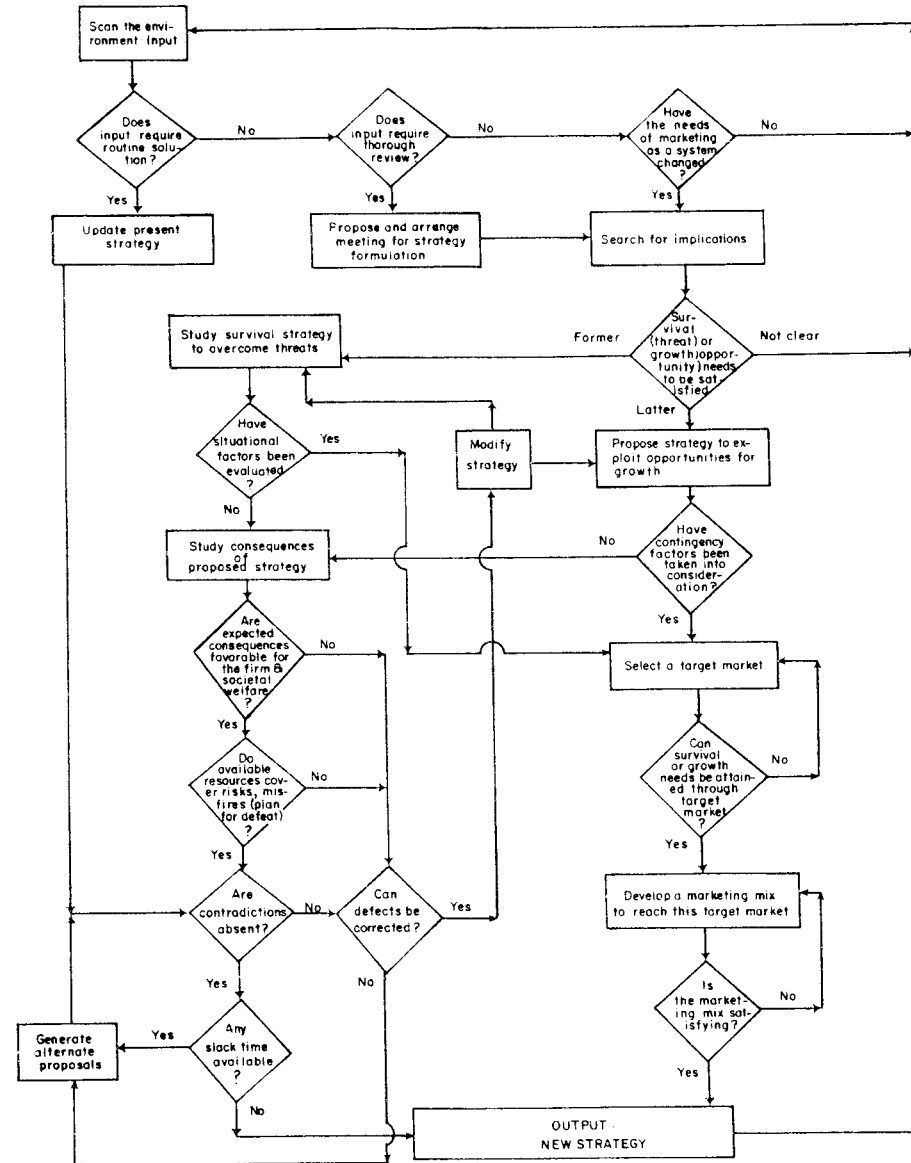 Scan the envi-
ronment Input
Does
input require
routine solu-
tion?
No
Does
input require
thorough
review?
No
Have
the needs
of marketing
as a system
changed
?
No
Yes
Yes
Yes
Update present
strategy
Propose and arrange
meeting for strategy
formulation
Search for implications
Study survival strategy
to overcome threats
Former
Sur-
vival
(threat) or
growth)oppor-
tunity)needs
to be sat-
isfied
Not clear
Latter
Have
situational
factors been
evaluated
?
Yes
Modify
strategy
Propose strategy to ex-
ploit opportunities for
growth
No
Study consequences
of
proposed strategy
No
Have
contingency
factors been
taken into
consider-
ation?
Yes
Are
expected
consequences
favorable for
the firm &
societal
welfare
?
No
Select a target market
Yes
Do
available
resources cov-
er risks, mis-
fires (plan
for defeat)
?
No
Can
survival
or growth
needs be attain-
ed through
target
market
?
No
Yes
Yes
Are
contradictions
absent?
No
Can
defects be
corrected?
Yes
Develop a marketing mix
to reach this target market
Yes
No
Is
the market-
ing mix sat-
isfying?
No
Generate
alternate
proposals
Yes
Any
slack time
available
?
Yes
No
OUTPUT -
NEW STRATEGY